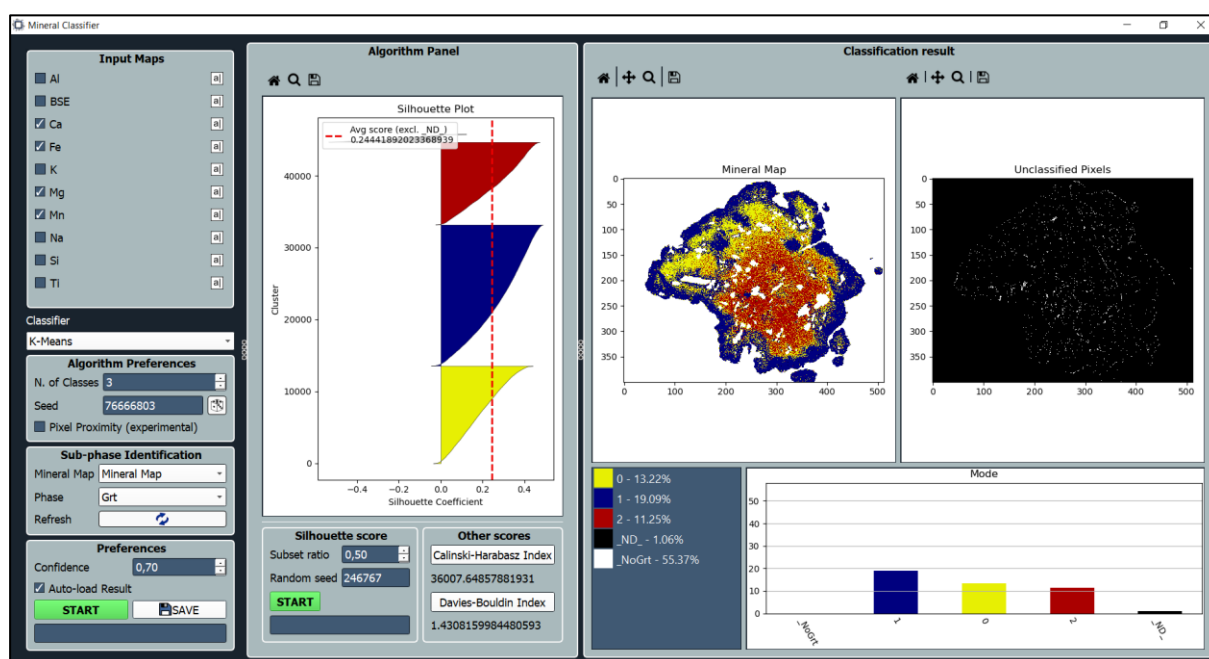 Mineral Classifier
Input Maps
Al
BSE
Ca
Fe
K
Mg
Mn
Na
Si
Ti
Classifier
K-Means
Algorithm Preferences
N. of Classes 3
Seed 76666803
Pixel Proximity (experimental)
Sub-phase Identification
Mineral Map Mineral Map
Phase Grt
Refresh
Preferences
Confidence 0,70
Auto-load Result
START SAVE
Algorithm Panel
Silhouette Plot
Avg score (excl. _ND_)
0.24441892023368939
40000
30000
20000
10000
0
Cluster
−0.4 −0.2 0.0 0.2 0.4
Silhouette Coefficient
Silhouette score
Subset ratio 0,50
Random seed 246767
START
Other scores
Calinski-Harabasz Index
36007.64857881931
Davies-Bouldin Index
1.4308159984480593
Classification result
Mineral Map
0
50
100
150
200
250
300
350
0 100 200 300 400 500
Unclassified Pixels
0
50
100
150
200
250
300
350
0 100 200 300 400 500
0 - 13.22%
1 - 19.09%
2 - 11.25%
_ND_ - 1.06%
_NoGrt - 55.37%
Mode
50
40
30
20
10
0
_NoGrt 1 0 2 _ND_